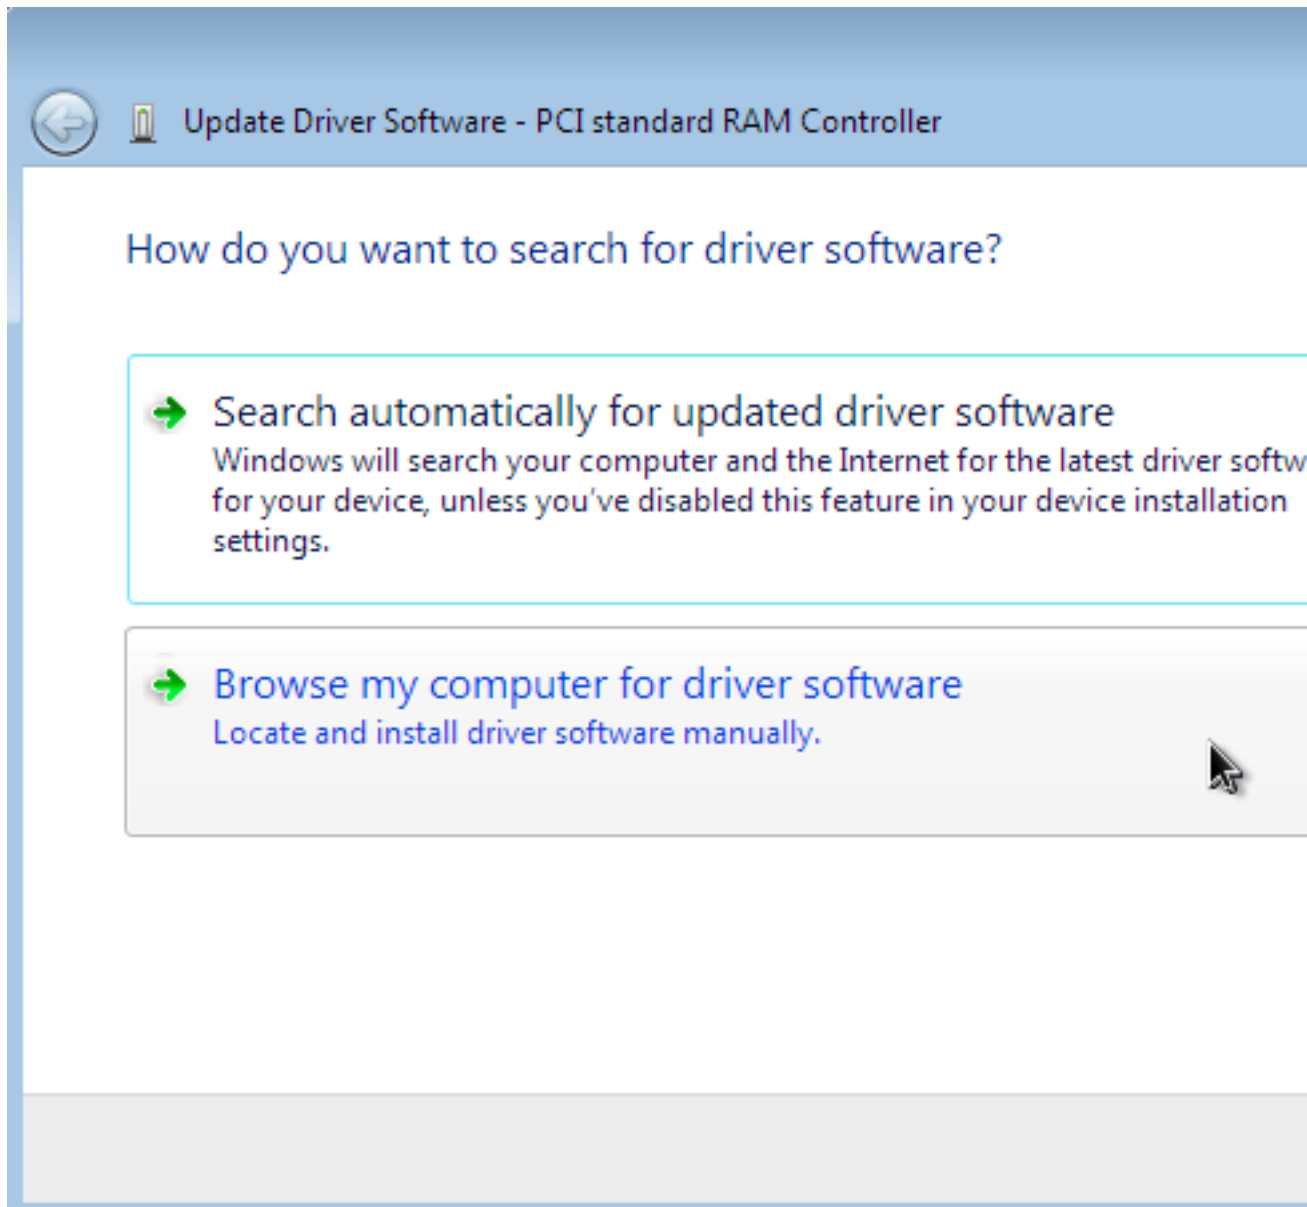 Update Driver Software - PCI standard RAM Controller
How do you want to search for driver software?
Search automatically for updated driver software
Windows will search your computer and the Internet for the latest driver softw
for your device, unless you've disabled this feature in your device installation
settings.
Browse my computer for driver software
Locate and install driver software manually.